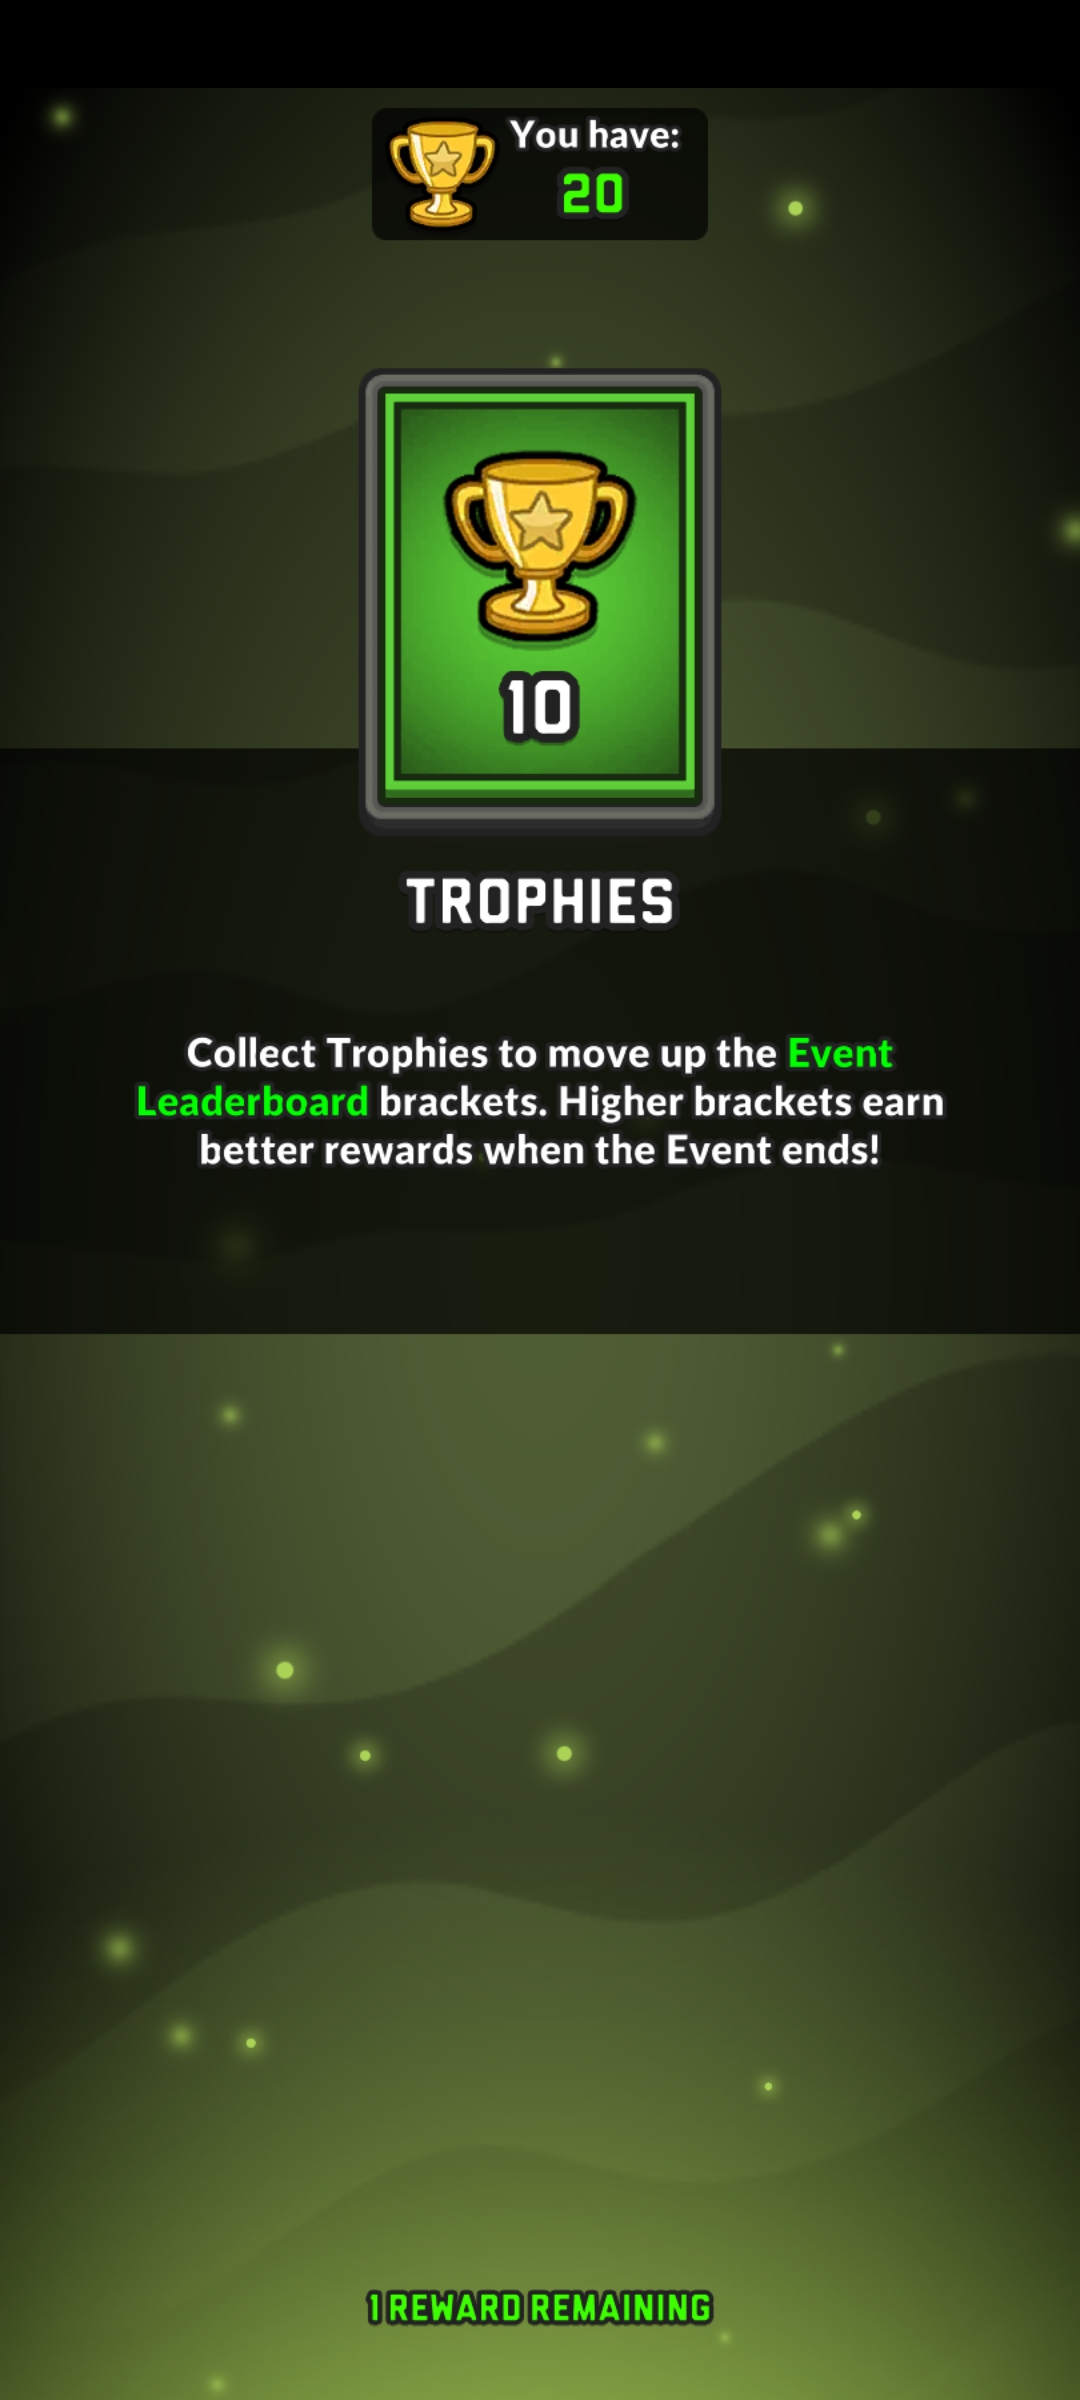 You have:
20
10
TROPHIES
Collect Trophies to move up the Event
Leaderboard brackets. Higher brackets earn
better rewards when the Event ends!
1 REWARD REMAINING